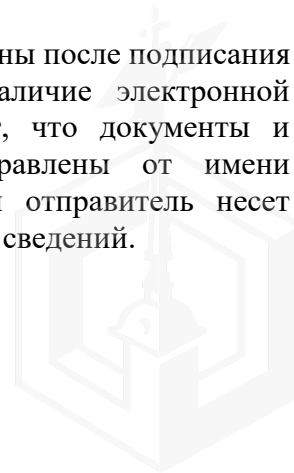 ны после подписания
аличие электронной
, что документы и
равлены от имени
отправитель несет
сведений.